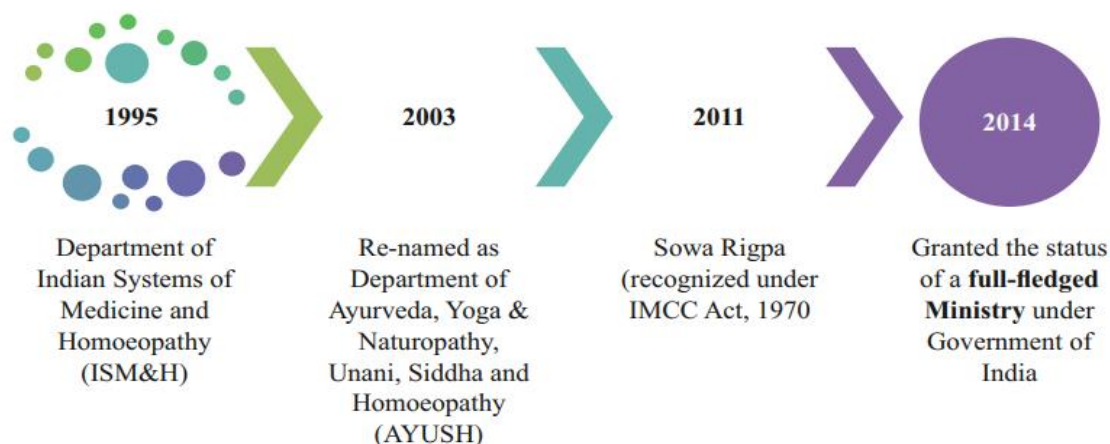 1995
Department of
Indian Systems of
Medicine and
Homoeopathy
(ISM&H)
2003
Re-named as
Department of
Ayurveda, Yoga &
Naturopathy,
Unani, Siddha and
Homoeopathy
(AYUSH)
2011
Sowa Rigpa
(recognized under
IMCC Act, 1970
2014
Granted the status
of a full-fledged
Ministry under
Government of
India